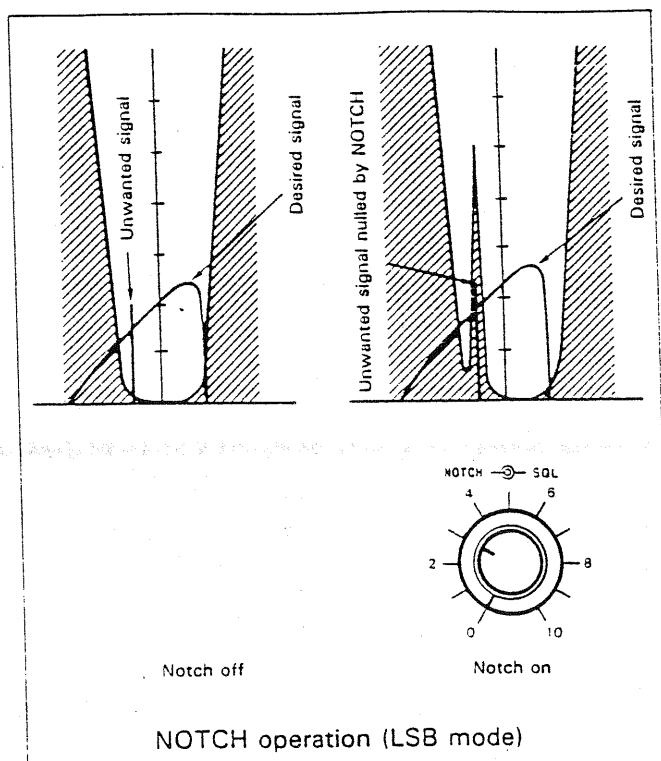 Unwanted signal
Desired signal
Unwanted signal nulled by NOTCH
Desired signal
NOTCH SQL
4 6
2 8
0 10
Notch off
Notch on
NOTCH operation (LSB mode)